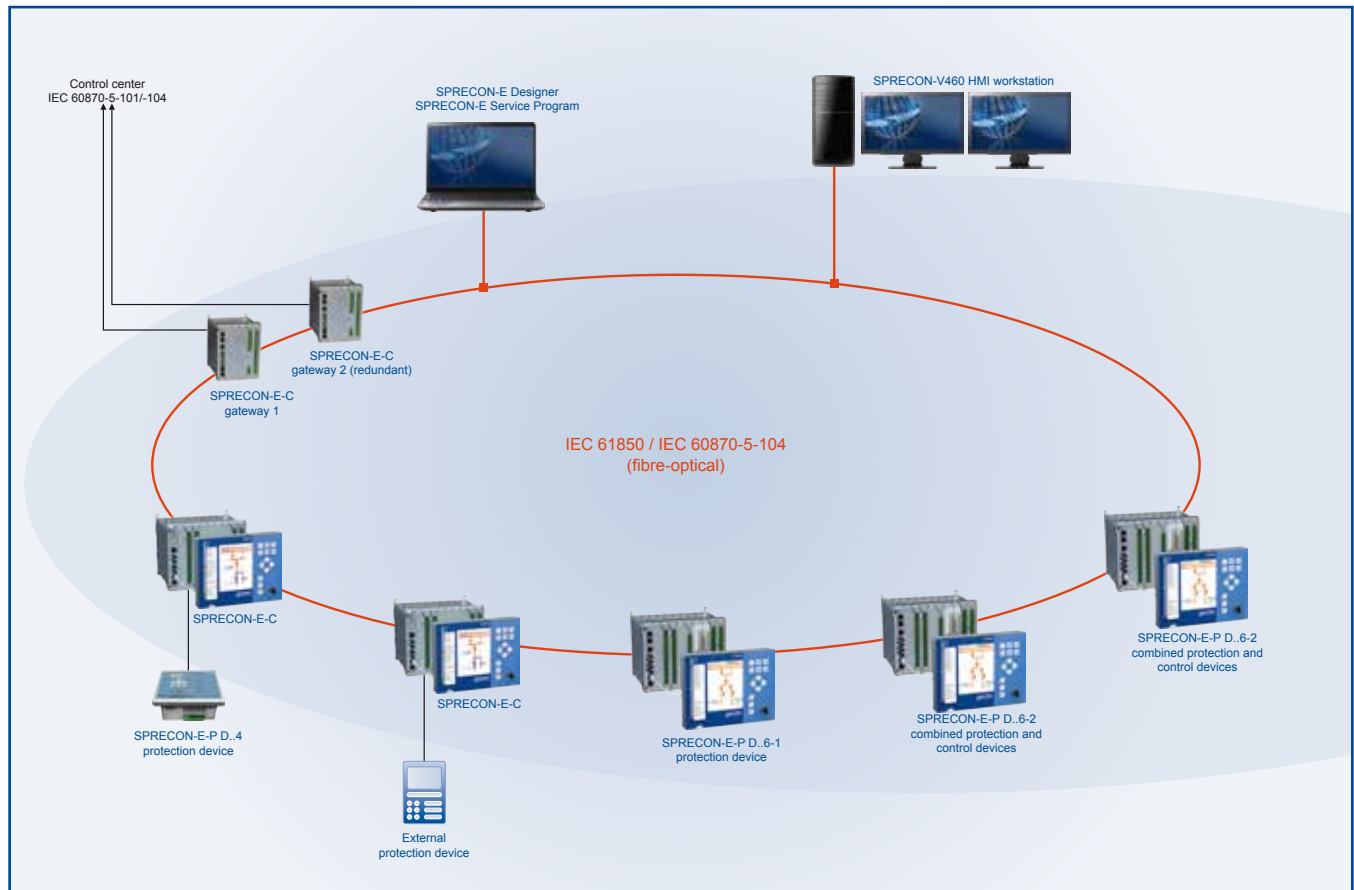 Control center
IEC 60870-5-101/-104
SPRECON-E Designer
SPRECON-E Service Program
SPRECON-V460 HMI workstation
SPRECON-E-C
gateway 2 (redundant)
SPRECON-E-C
gateway 1
IEC 61850 / IEC 60870-5-104
(fibre-optical)
SPRECON-E-C
SPRECON-E-P D..4
protection device
SPRECON-E-C
External
protection device
SPRECON-E-P D..6-1
protection device
SPRECON-E-P D..6-2
combined protection and
control devices
SPRECON-E-P D..6-2
combined protection and
control devices